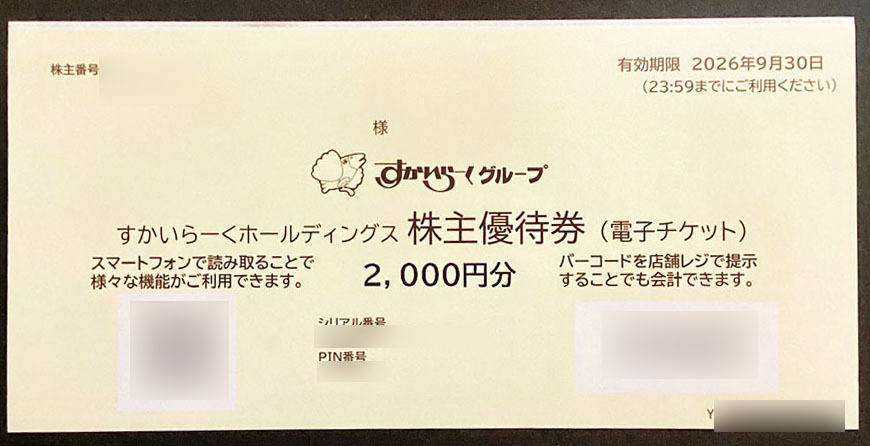 株主番号
有効期限 2026年9月30日
（23:59までにご利用ください）
様
すかいらーくグループ
すかいらーくホールディングス 株主優待券（電子チケット）
スマートフォンで読み取ることで
様々な機能がご利用できます。
2,000円分
バーコードを店舗レジで提示
することでも会計できます。
シリアル番号
PIN番号
Y